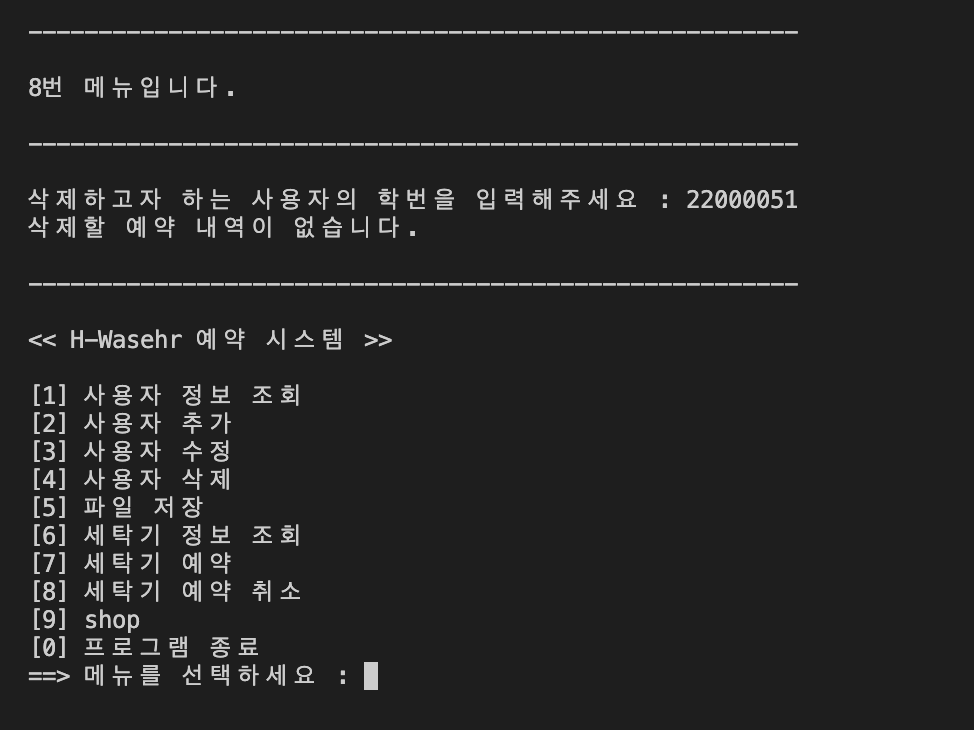 --------------------------------------------------------
8번 메뉴입니다.
--------------------------------------------------------
삭제하고자 하는 사용자의 학번을 입력해주세요 : 22000051
삭제할 예약 내역이 없습니다.
--------------------------------------------------------
<< H-Wasehr 예약 시스템 >>
[1] 사용자 정보 조회
[2] 사용자 추가
[3] 사용자 수정
[4] 사용자 삭제
[5] 파일 저장
[6] 세탁기 정보 조회
[7] 세탁기 예약
[8] 세탁기 예약 취소
[9] shop
[0] 프로그램 종료
==> 메뉴를 선택하세요 :